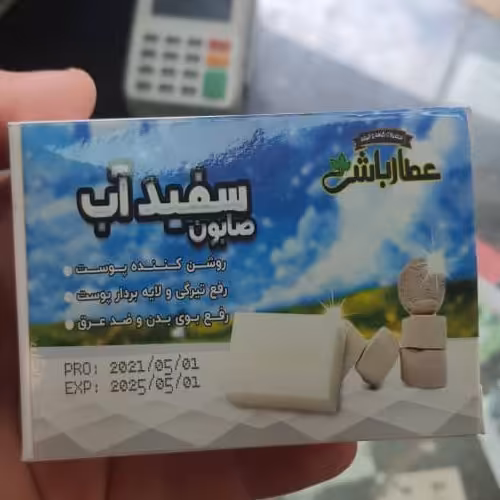 عطارباشی
سفیدآب
صابون
روشن کننده پوست
رفع تیرگی و لایه بردار پوست
رفع بوی بدن و ضد عرق
PRO: 2021/05/01
EXP: 2025/05/01